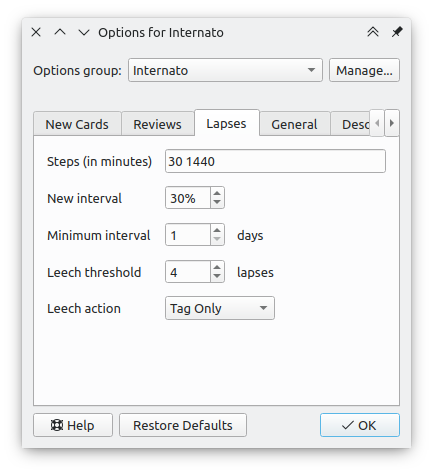 Options for Internato
Options group: Internato Manage...
New Cards Reviews Lapses General Desc
Steps (in minutes) 30 1440
New interval 30%
Minimum interval 1 days
Leech threshold 4 lapses
Leech action Tag Only
Help Restore Defaults OK